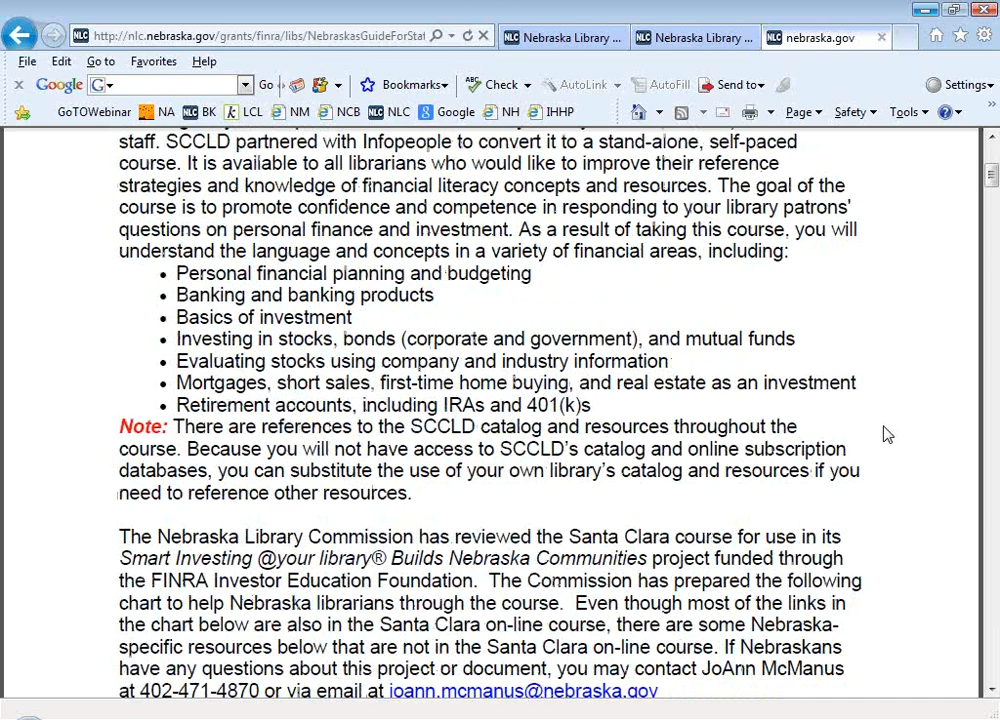 http://nlc.nebraska.gov/grants/finra/libs/NebraskasGuideForStaf
Nebraska Library ...
Nebraska Library ...
nebraska.gov
File Edit Go to Favorites Help
Google Go Bookmarks Check AutoLink AutoFill Send to Settings
GoTOWebinar NA BK LCL NM NCB NLC Google NH IHHP Page Safety Tools
staff. SCCLD partnered with Infopeople to convert it to a stand-alone, self-paced
course. It is available to all librarians who would like to improve their reference
strategies and knowledge of financial literacy concepts and resources. The goal of the
course is to promote confidence and competence in responding to your library patrons'
questions on personal finance and investment. As a result of taking this course, you will
understand the language and concepts in a variety of financial areas, including:
• Personal financial planning and budgeting
• Banking and banking products
• Basics of investment
• Investing in stocks, bonds (corporate and government), and mutual funds
• Evaluating stocks using company and industry information
• Mortgages, short sales, first-time home buying, and real estate as an investment
• Retirement accounts, including IRAs and 401(k)s
Note: There are references to the SCCLD catalog and resources throughout the
course. Because you will not have access to SCCLD's catalog and online subscription
databases, you can substitute the use of your own library's catalog and resources if you
need to reference other resources.
The Nebraska Library Commission has reviewed the Santa Clara course for use in its
Smart Investing @your library® Builds Nebraska Communities project funded through
the FINRA Investor Education Foundation. The Commission has prepared the following
chart to help Nebraska librarians through the course. Even though most of the links in
the chart below are also in the Santa Clara on-line course, there are some Nebraska-
specific resources below that are not in the Santa Clara on-line course. If Nebraskans
have any questions about this project or document, you may contact JoAnn McManus
at 402-471-4870 or via email at joann.mcmanus@nebraska.gov